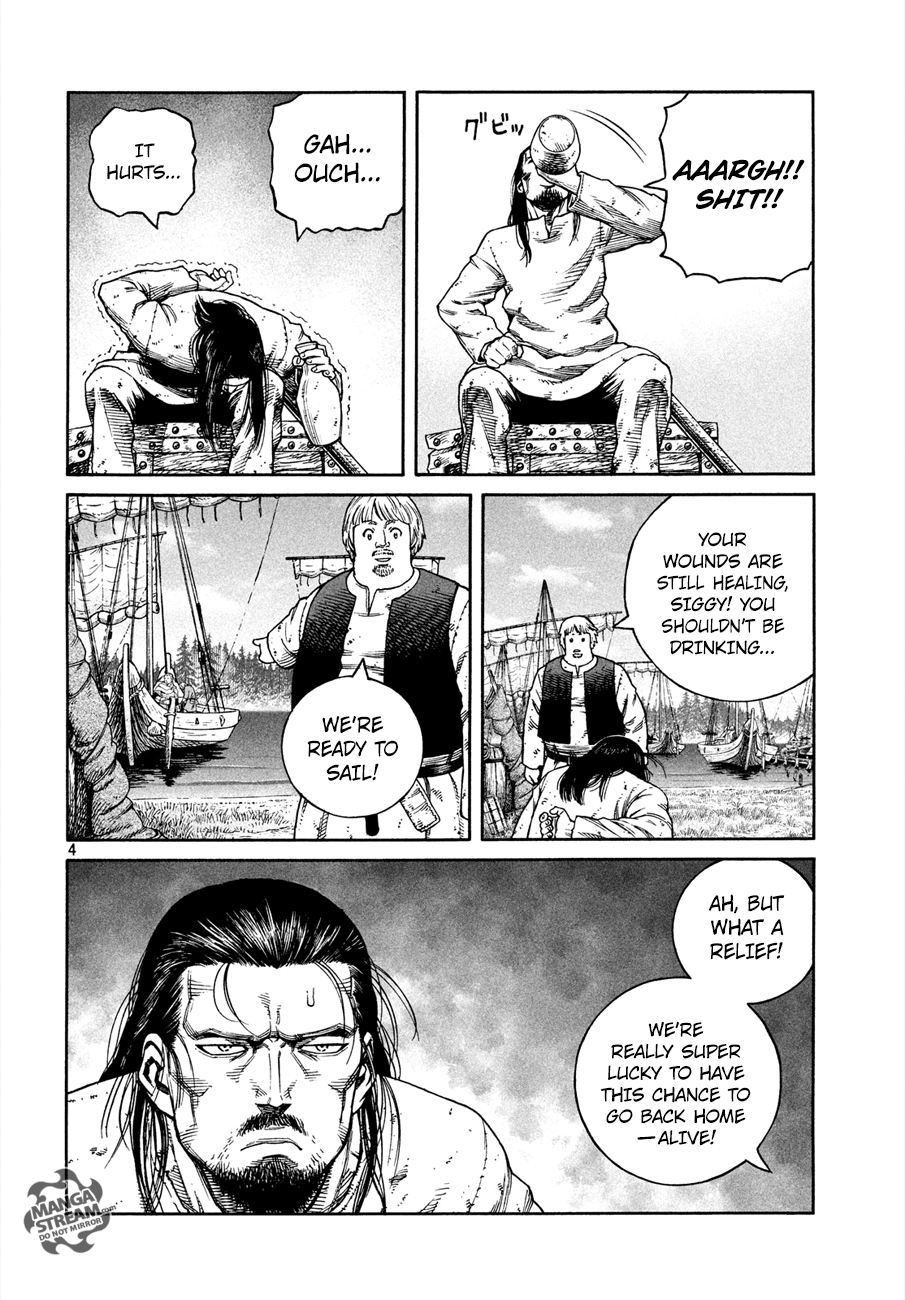 グビッ
AAARGH!!
SHIT!!
GAH...
OUCH...
IT
HURTS...
YOUR
WOUNDS ARE
STILL HEALING,
SIGGY! YOU
SHOULDN'T BE
DRINKING...
WE'RE
READY TO
SAIL!
4
AH, BUT
WHAT A
RELIEF!
WE'RE
REALLY SUPER
LUCKY TO HAVE
THIS CHANCE TO
GO BACK HOME
—ALIVE!
MANGA
STREAM.com
DO NOT MIRROR